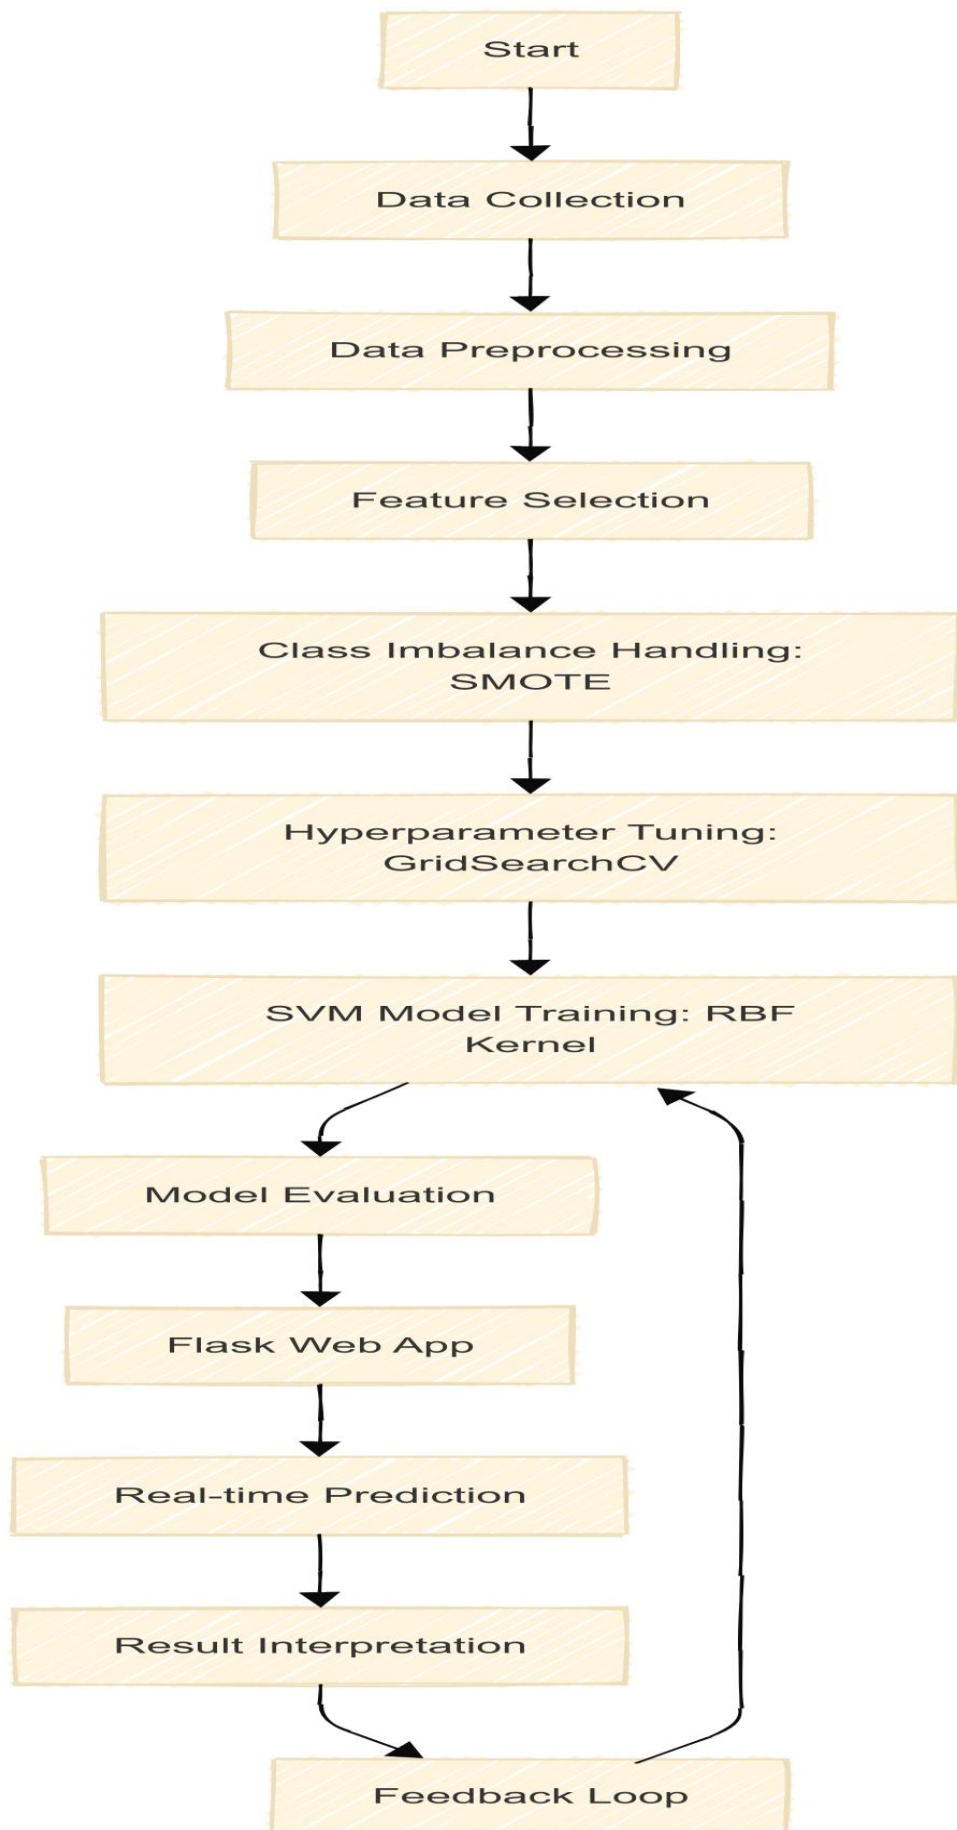 Start
Data Collection
Data Preprocessing
Feature Selection
Class Imbalance Handling:
SMOTE
Hyperparameter Tuning:
GridSearchCV
SVM Model Training: RBF
Kernel
Model Evaluation
Flask Web App
Real-time Prediction
Result Interpretation
Feedback Loop